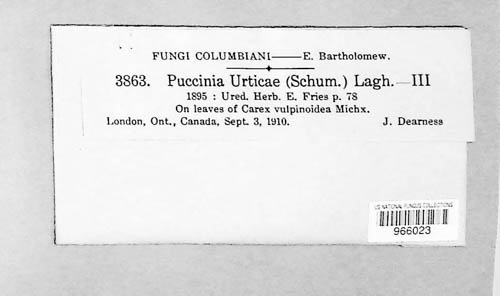 FUNGI COLUMBIANI——E. Bartholomew.
3863. Puccinia Urticae (Schum.) Lagh.—III
1895 : Ured. Herb. E. Fries p. 78
On leaves of Carex vulpinoidea Michx.
London, Ont., Canada, Sept. 3, 1910. J. Dearness
US NATIONAL FUNGUS COLLECTIONS
966023